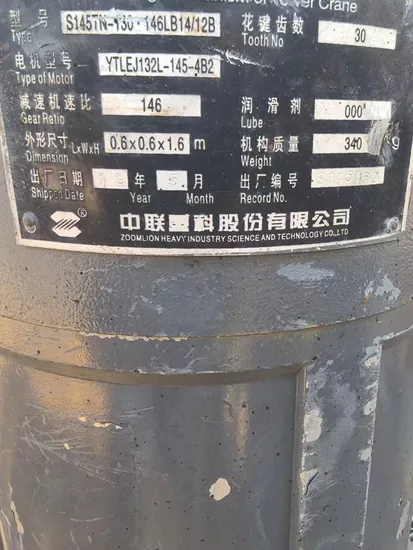 Crane
型 号 S145TN-130·146LB14/12B 花键齿数 30
Type Tooth No
电机型号 YTLEJ132L-145-4B2
Type of Motor
减速机速比 146 润滑剂 000#
Gear Ratio Lube
外形尺寸 LxWxH 0.6x0.6x1.6 m 机构质量 340 kg
Dimension Weight
出厂日期 年 月 出厂编号
Shipped Date Year Month Record No.
® 中联重科股份有限公司
ZOOMLION HEAVY INDUSTRY SCIENCE AND TECHNOLOGY CO.,LTD